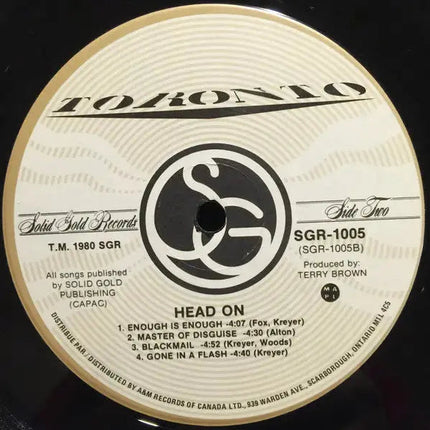 TORONTO
Solid Gold Records
T.M. 1980 SGR
All songs published
by SOLID GOLD
PUBLISHING
(CAPAC)
SG
Side Two
SGR-1005
(SGR-1005B)
Produced by:
TERRY BROWN
M A
P L
HEAD ON
1. ENOUGH IS ENOUGH -4:07 (Fox, Kreyer)
2. MASTER OF DISGUISE -4:30 (Alton)
3. BLACKMAIL -4:52 (Kreyer, Woods)
4. GONE IN A FLASH -4:40 (Kreyer)
DISTRIBUE PAR / DISTRIBUTED BY A&M RECORDS OF CANADA LTD., 939 WARDEN AVE., SCARBOROUGH, ONTARIO M1L 4C5